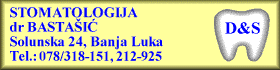 STOMATOLOGIJA
dr BASTAŠIĆ
Solunska 24, Banja Luka
Tel.: 078/318-151, 212-925
D&S